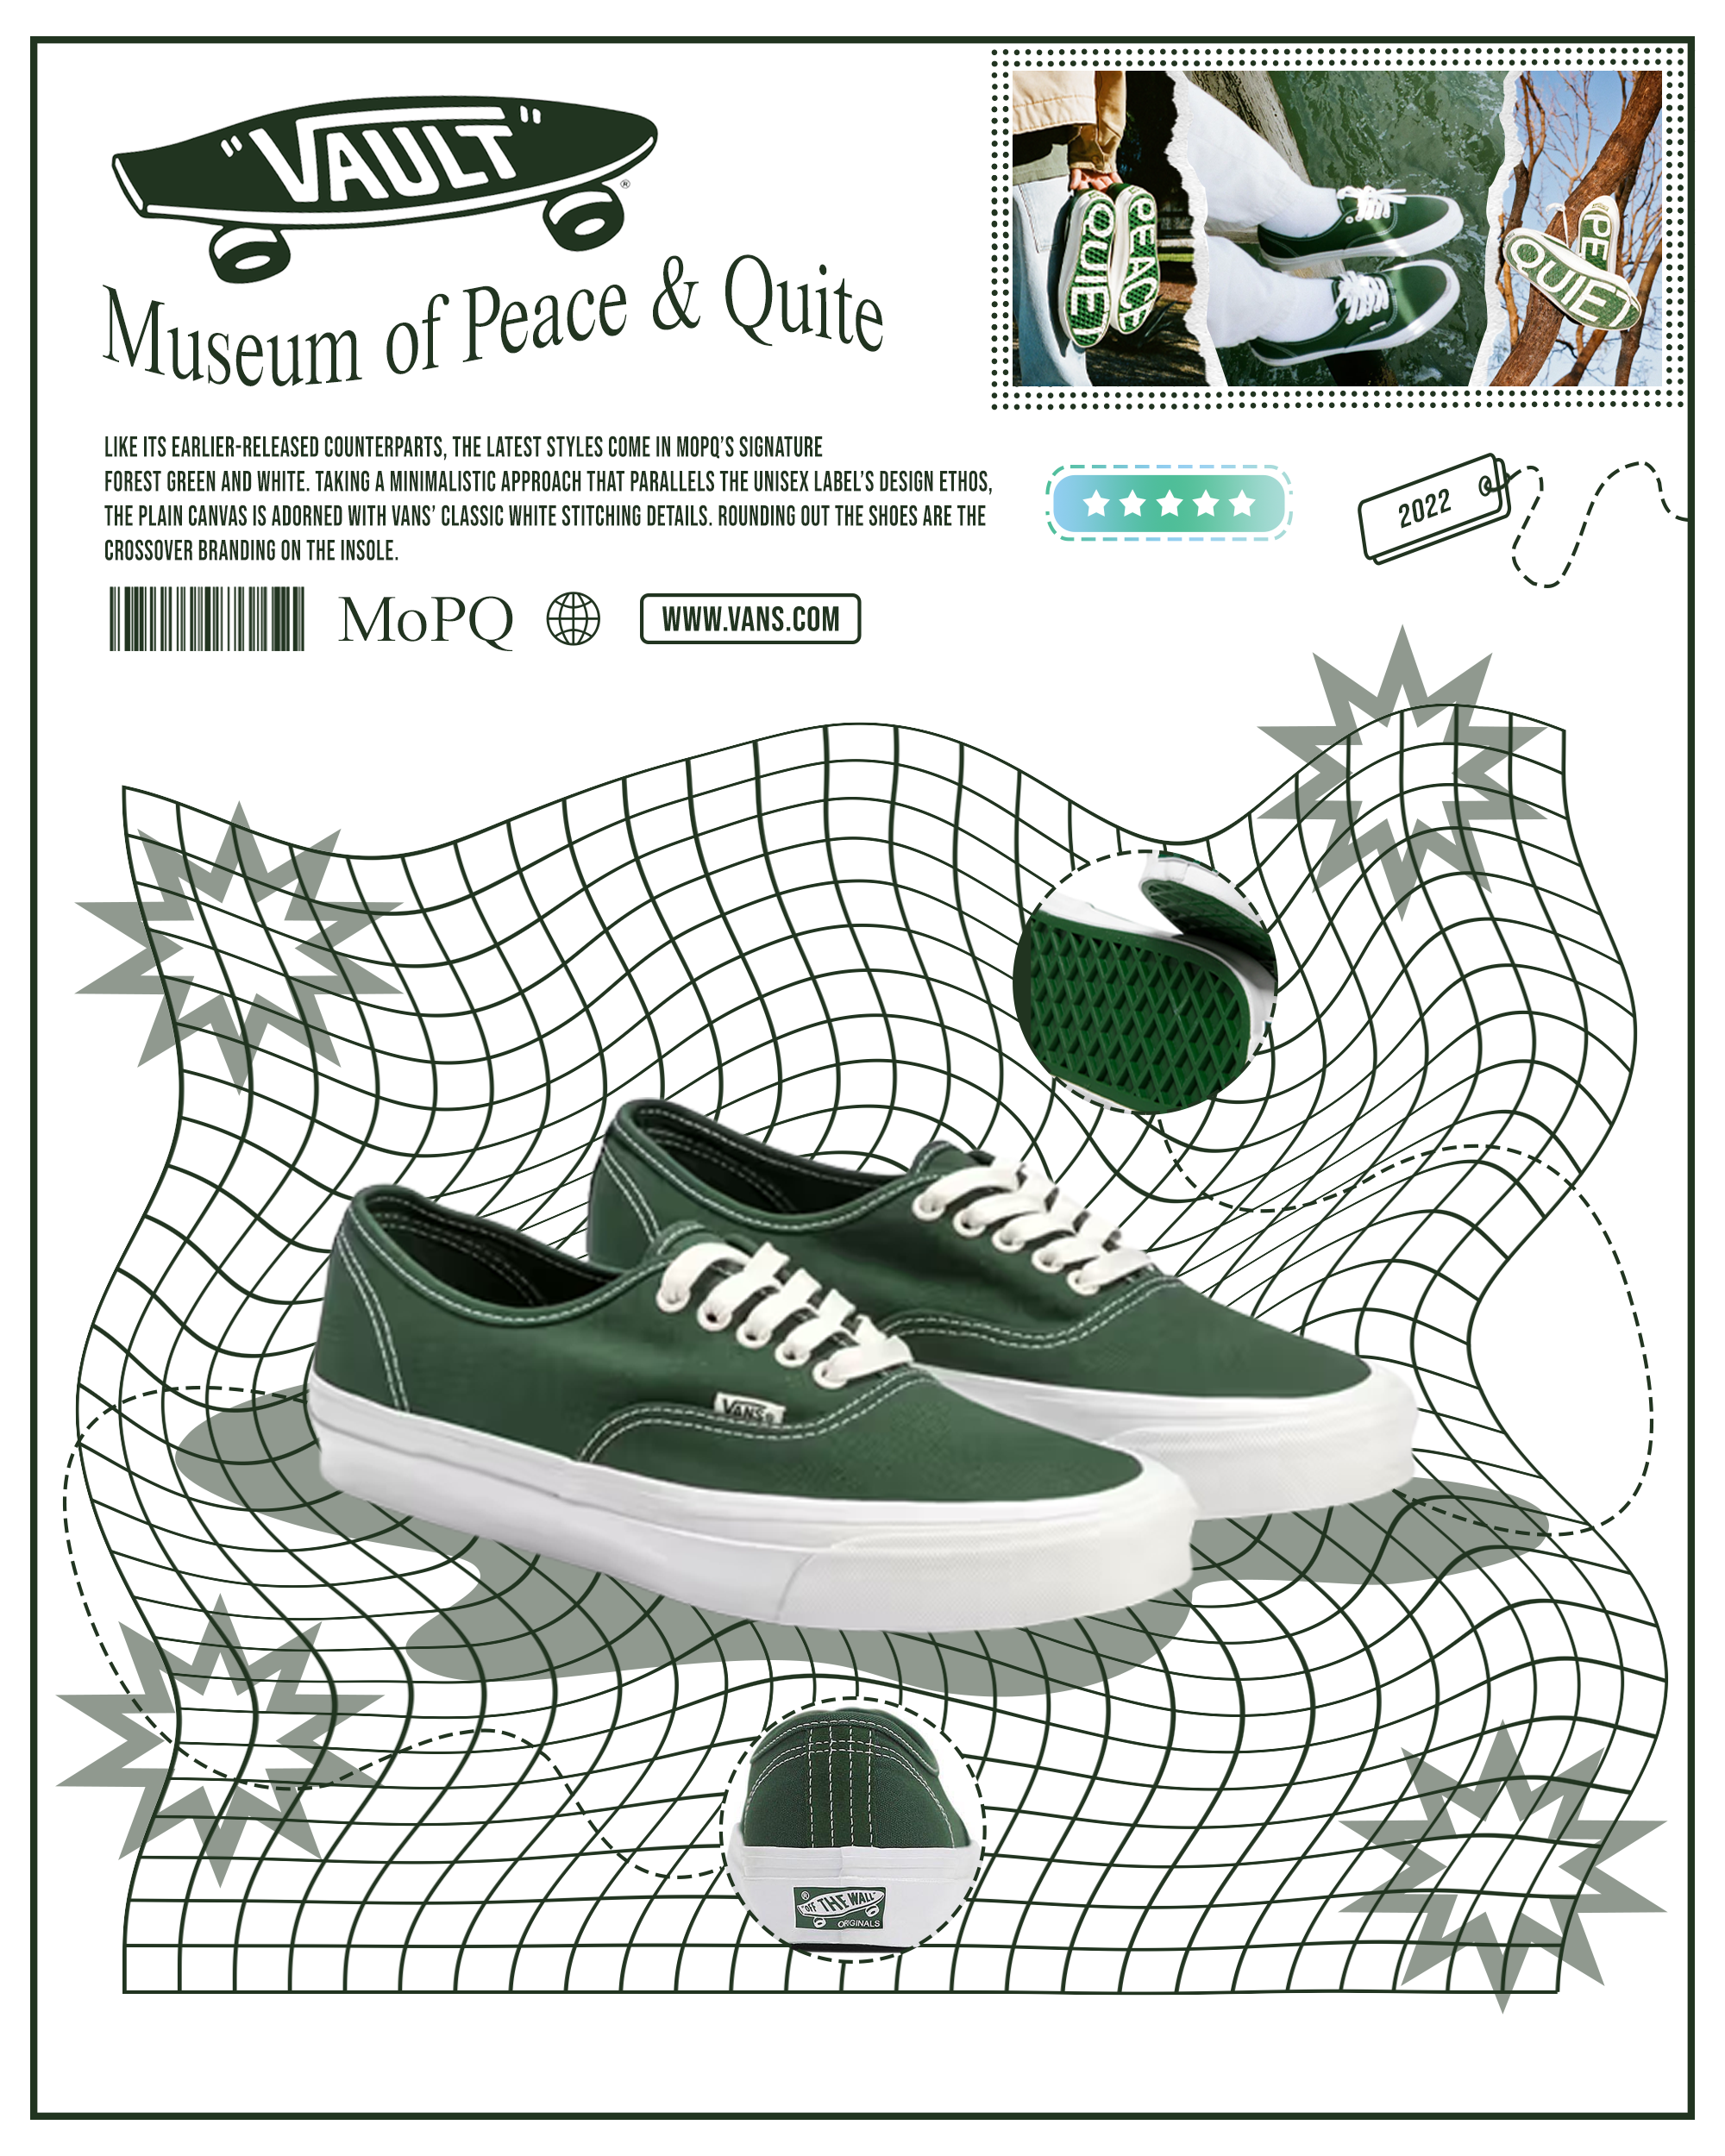 "VAULT"
®
Museum of Peace & Quite
QUIET
PEACE
QUIET
PE
LIKE ITS EARLIER-RELEASED COUNTERPARTS, THE LATEST STYLES COME IN MOPQ'S SIGNATURE
FOREST GREEN AND WHITE. TAKING A MINIMALISTIC APPROACH THAT PARALLELS THE UNISEX LABEL'S DESIGN ETHOS,
THE PLAIN CANVAS IS ADORNED WITH VANS' CLASSIC WHITE STITCHING DETAILS. ROUNDING OUT THE SHOES ARE THE
CROSSOVER BRANDING ON THE INSOLE.
2022
MoPQ
WWW.VANS.COM
VANS
®
"OFF THE WALL"
ORGINALS